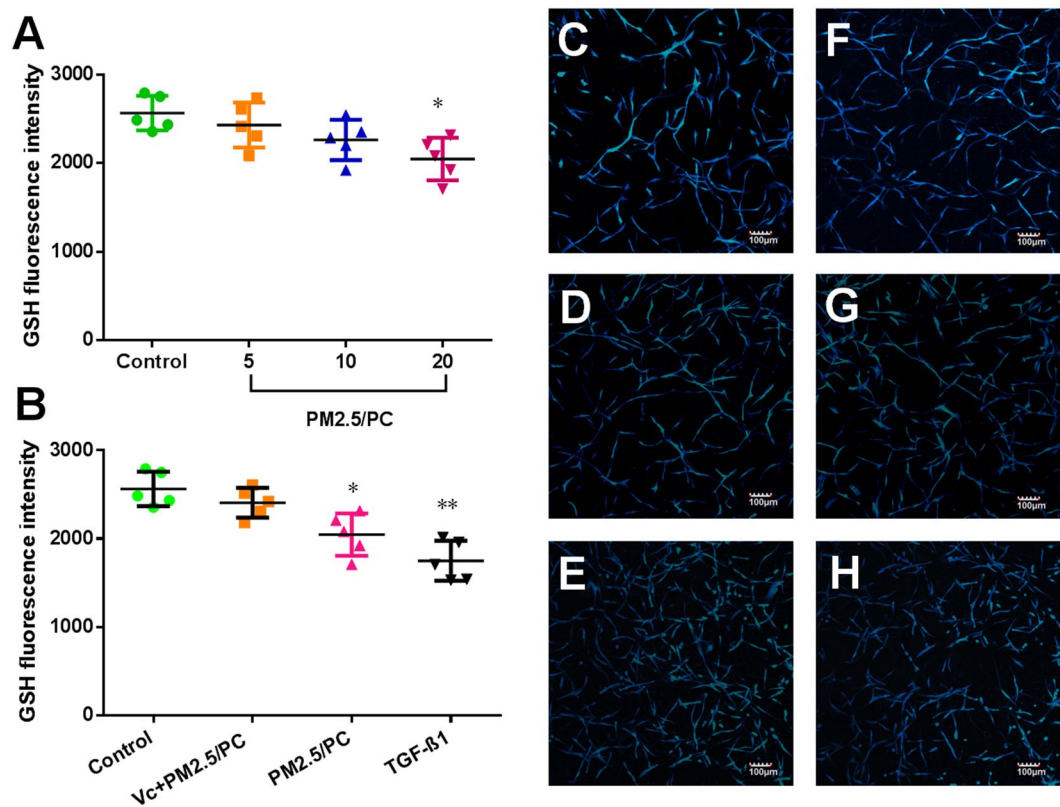 A
GSH fluorescence intensity
3000
2000
1000
0
*
Control
5
10
20
PM2.5/PC
B
GSH fluorescence intensity
3000
2000
1000
0
*
**
Control
Vc+PM2.5/PC
PM2.5/PC
TGF-ß1
C
100μm
F
100μm
D
100μm
G
100μm
E
100μm
H
100μm